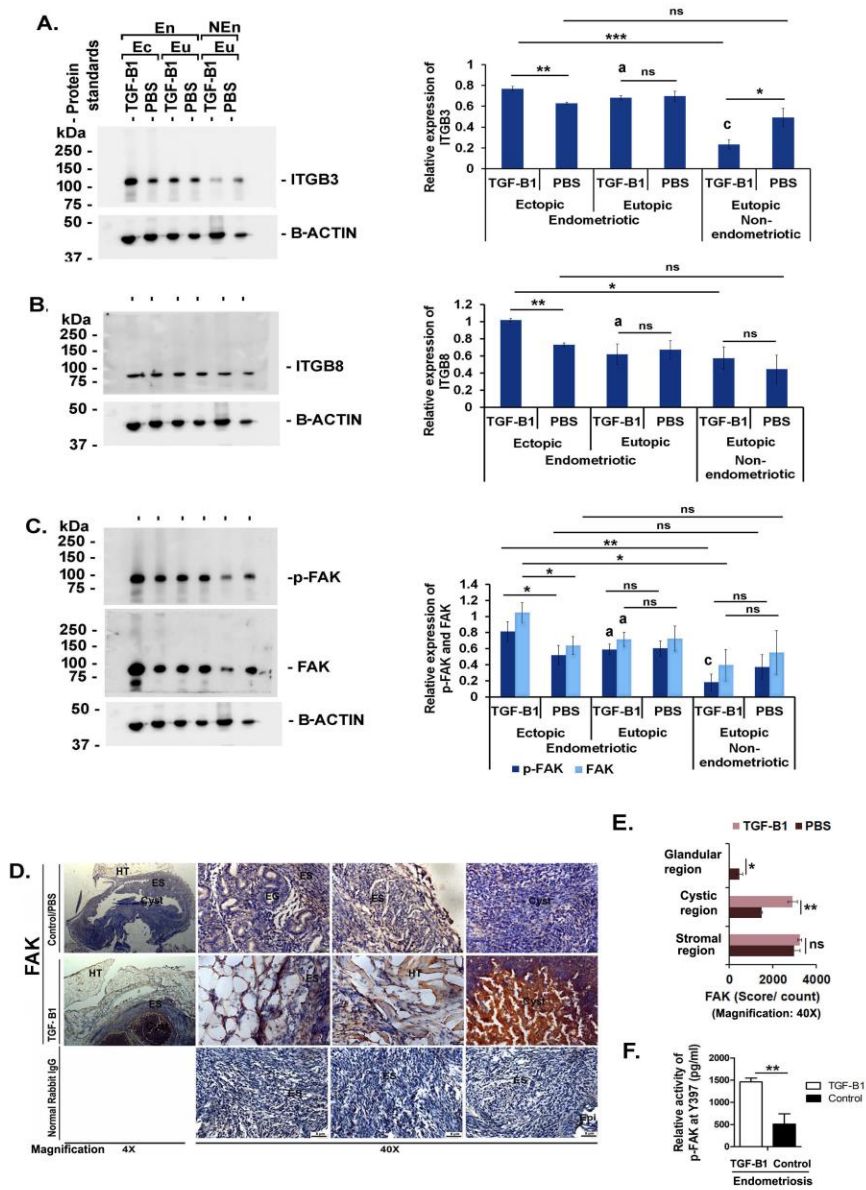 A.
En NEn
Ec Eu Eu
- Protein standards
TGF-B1
PBS
TGF-B1
PBS
TGF-B1
PBS
kDa
250 -
150 -
100 -
75 -
50 -
37 -
- ITGB3
- B-ACTIN
ns
***
** a ns *
c
Relative expression of
ITGB3
1
0.8
0.6
0.4
0.2
0
TGF-B1 PBS TGF-B1 PBS TGF-B1 PBS
Ectopic Eutopic Eutopic
Endometriotic Non-
endometriotic
B.
kDa
250 -
150 -
100 -
75 -
50 -
37 -
- ITGB8
- B-ACTIN
ns
*
** a ns ns
Relative expression of
ITGB8
1.2
1
0.8
0.6
0.4
0.2
0
TGF-B1 PBS TGF-B1 PBS TGF-B1 PBS
Ectopic Eutopic Eutopic
Endometriotic Non-
endometriotic
C.
kDa
250 -
150 -
100 -
75 -
250 -
150 -
100 -
75 -
50 -
37 -
-p-FAK
- FAK
- B-ACTIN
ns
ns
**
*
* * ns ns ns ns
a a c
Relative expression of
p-FAK and FAK
1.4
1.2
1
0.8
0.6
0.4
0.2
0
TGF-B1 PBS TGF-B1 PBS TGF-B1 PBS
Ectopic Eutopic Eutopic
Endometriotic Non-
endometriotic
p-FAK FAK
D.
FAK
Control/PBS
HT ES Cyst
ES EG
ES
Cyst
TGF- B1
HT ES
ES
HT
Cyst
Normal Rabbit IgG
ES
ES
ES Epi
Magnification 4X 40X
E.
TGF-B1 PBS
Glandular
region
*
Cystic
region
**
Stromal
region
ns
0 2000 4000
FAK (Score/ count)
(Magnification: 40X)
F.
Relative activity of
p-FAK at Y397 (pg/ml)
2000
1500
1000
500
0
**
TGF-B1
Control
TGF-B1 Control
Endometriosis